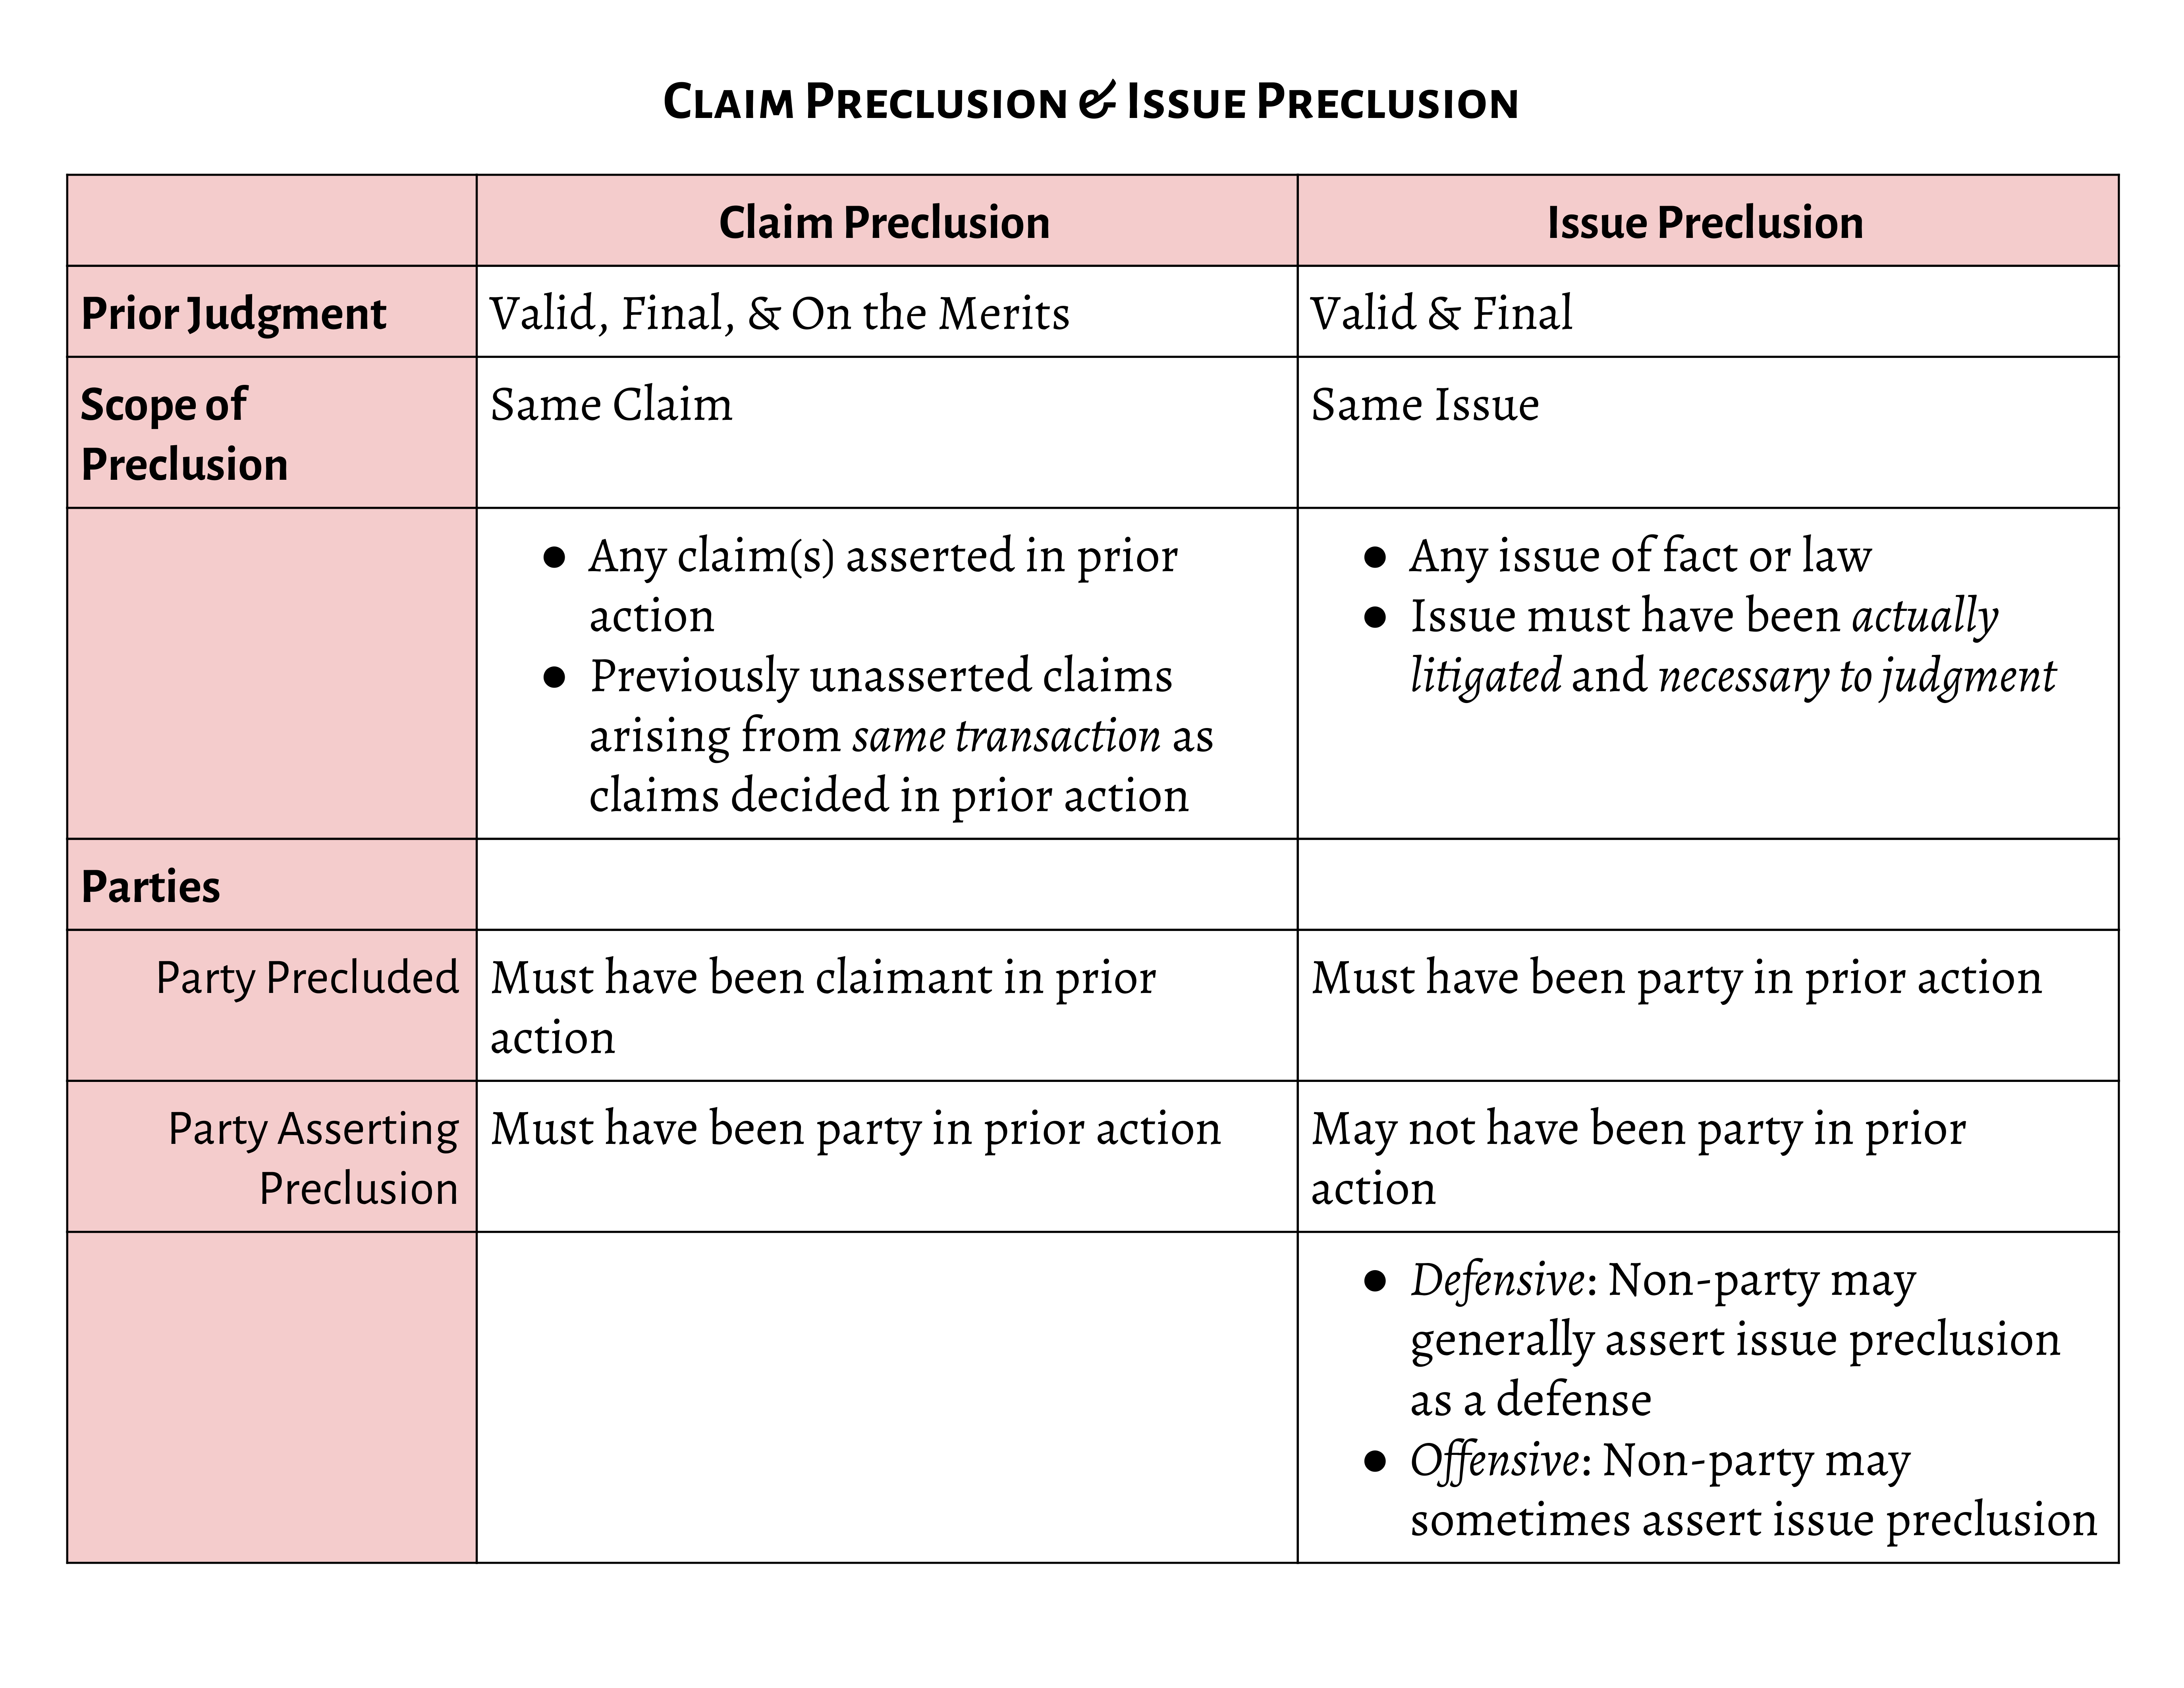 Claim Preclusion & Issue Preclusion
Claim Preclusion
Issue Preclusion
Prior Judgment
Valid, Final, & On the Merits
Valid & Final
Scope of
Preclusion
Same Claim
Same Issue
● Any claim(s) asserted in prior
action
● Previously unasserted claims
arising from same transaction as
claims decided in prior action
● Any issue of fact or law
● Issue must have been actually
litigated and necessary to judgment
Parties
Party Precluded
Must have been claimant in prior
action
Must have been party in prior action
Party Asserting
Preclusion
Must have been party in prior action
May not have been party in prior
action
● Defensive: Non-party may
generally assert issue preclusion
as a defense
● Offensive: Non-party may
sometimes assert issue preclusion